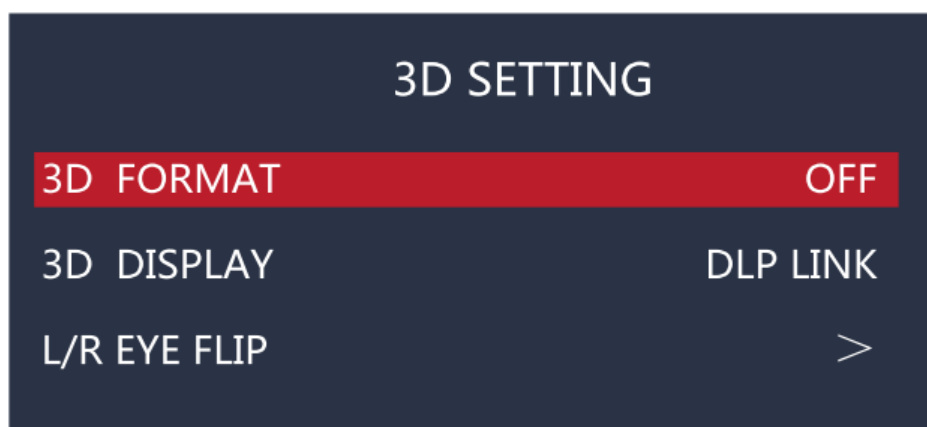 3D SETTING
3D FORMAT OFF
3D DISPLAY DLP LINK
L/R EYE FLIP >